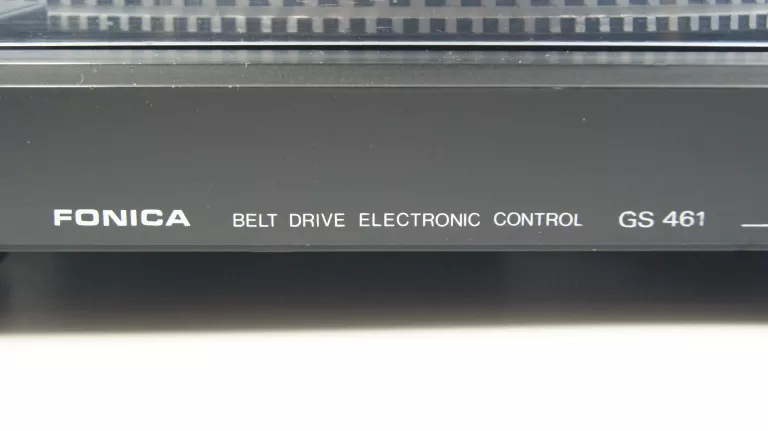 FONICA BELT DRIVE ELECTRONIC CONTROL GS 461